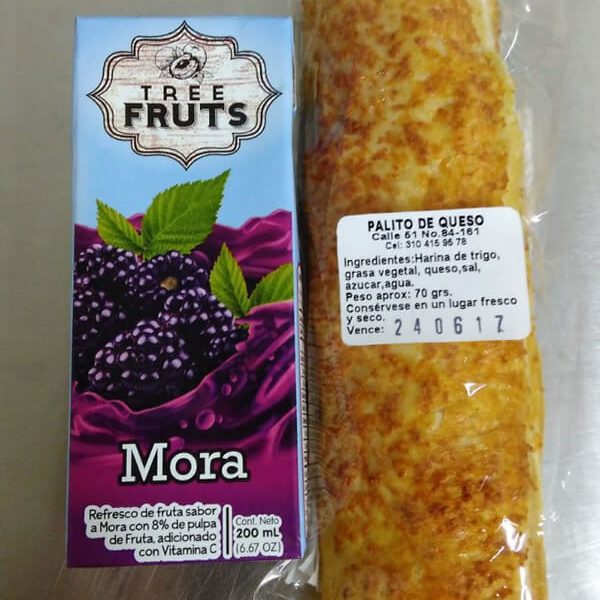 TREE
FRUTS
Mora
Refresco de fruta sabor
a Mora con 8% de pulpa
de Fruta, adicionado
con Vitamina C
Cont. Neto
200 mL
(6.67 OZ)
PALITO DE QUESO
Calle 51 No.84-161
Cel: 310 415 95 78
Ingredientes:Harina de trigo,
grasa vegetal, queso,sal,
azucar,agua.
Peso aprox: 70 grs.
Consérvese en un lugar fresco
y seco.
Vence: 240617